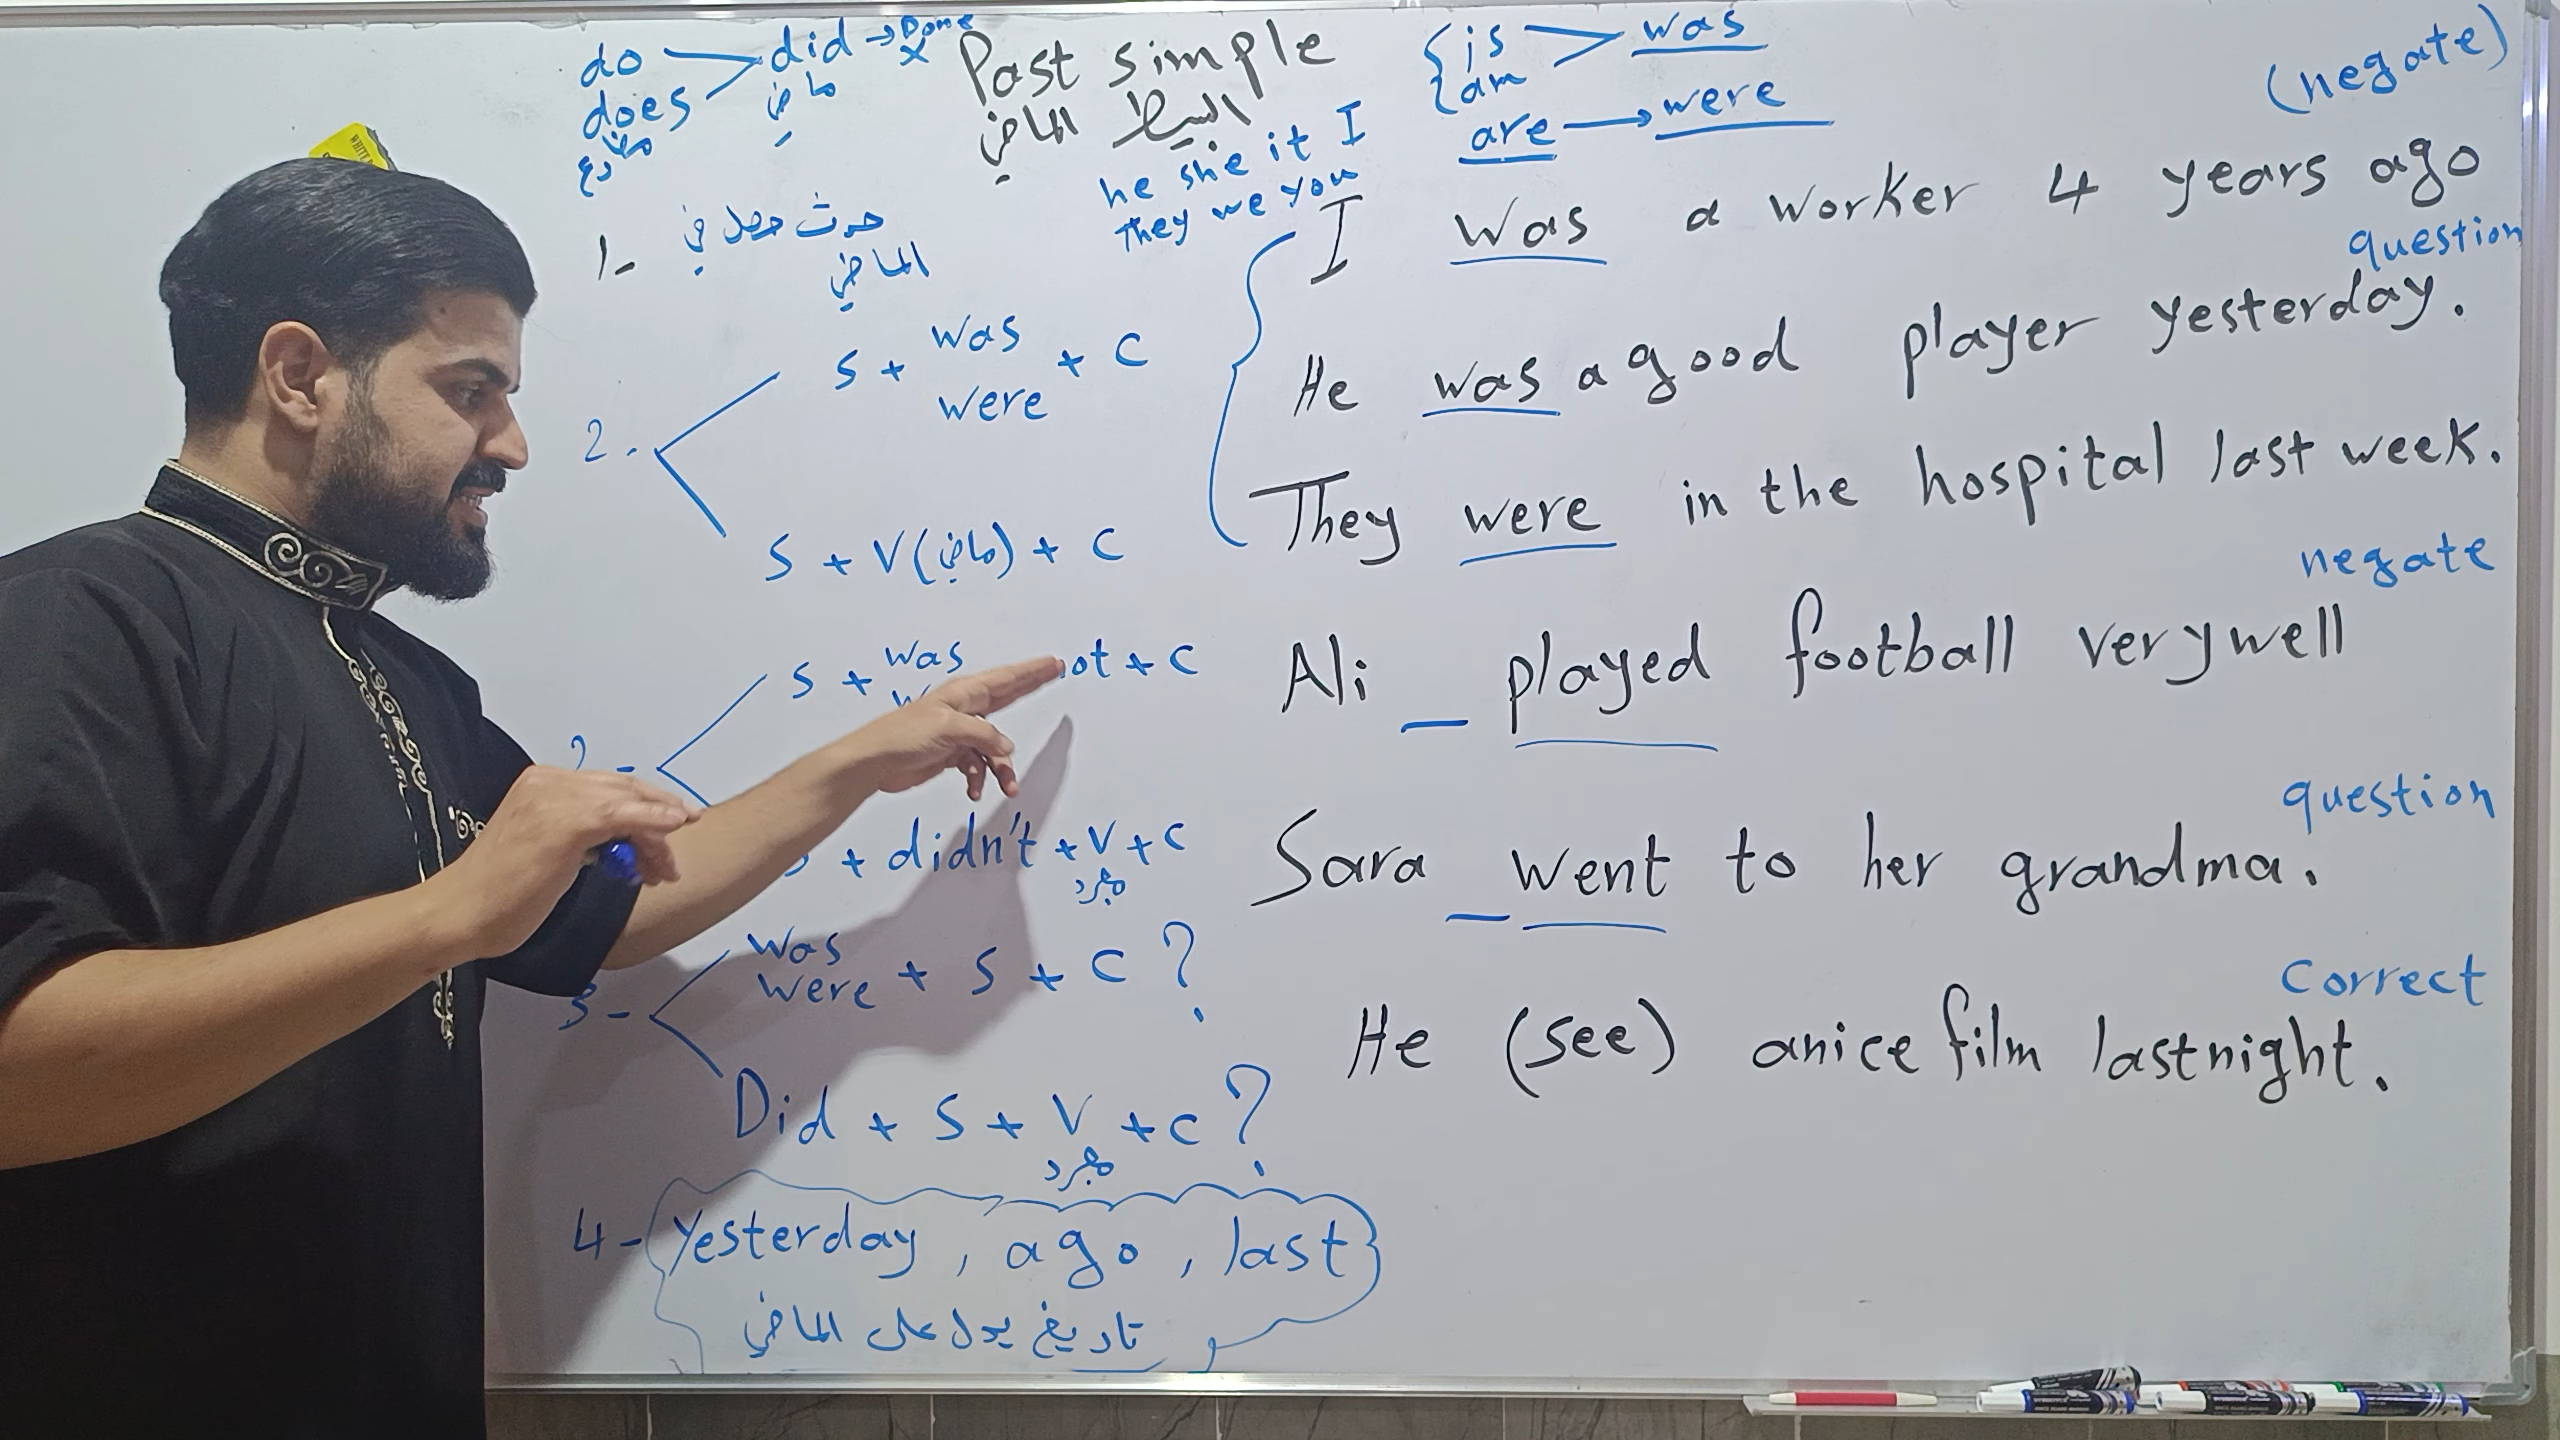 do
does
مضارع
did → Done
x
ماضي
Past simple
الماضي البسيط
he she it I
they we you
{is
{am
was
are → were
(negate)
1- حدث حصل في
الماضي
2- S + was + C
were
S + V (ماضي) + C
S + was not + C
S + didn't + V + C
مجرد
3- was
were + S + C ?
Did + S + V + C ?
مجرد
4- yesterday, ago, last
تاريخ يدل على الماضي
I was a worker 4 years ago
question
He was a good player yesterday.
They were in the hospital last week.
negate
Ali _ played football very well
question
Sara _ went to her grandma.
correct
He (see) a nice film last night.